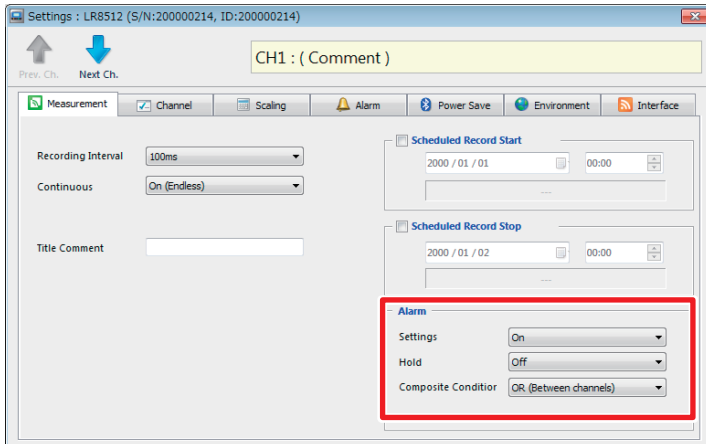 Settings : LR8512 (S/N:200000214, ID:200000214)
Prev. Ch.
Next Ch.
CH1 : ( Comment )
Measurement
Channel
Scaling
Alarm
Power Save
Environment
Interface
Recording Interval
100ms
Continuous
On (Endless)
Title Comment
Scheduled Record Start
2000 / 01 / 01
00:00
---
Scheduled Record Stop
2000 / 01 / 02
00:00
---
Alarm
Settings
On
Hold
Off
Composite Conditior
OR (Between channels)